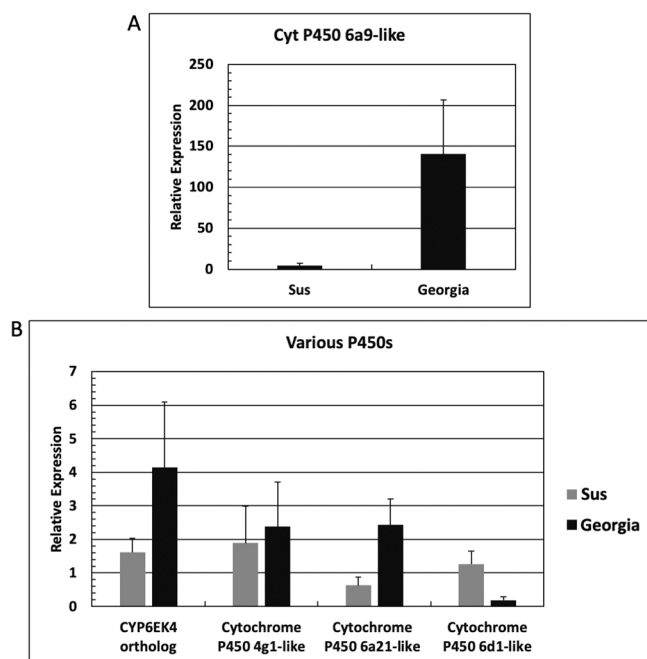 A
Cyt P450 6a9-like
Relative Expression
250
200
150
100
50
0
Sus
Georgia
B
Various P450s
Relative Expression
7
6
5
4
3
2
1
0
CYP6EK4 ortholog
Cytochrome P450 4g1-like
Cytochrome P450 6a21-like
Cytochrome P450 6d1-like
Sus
Georgia